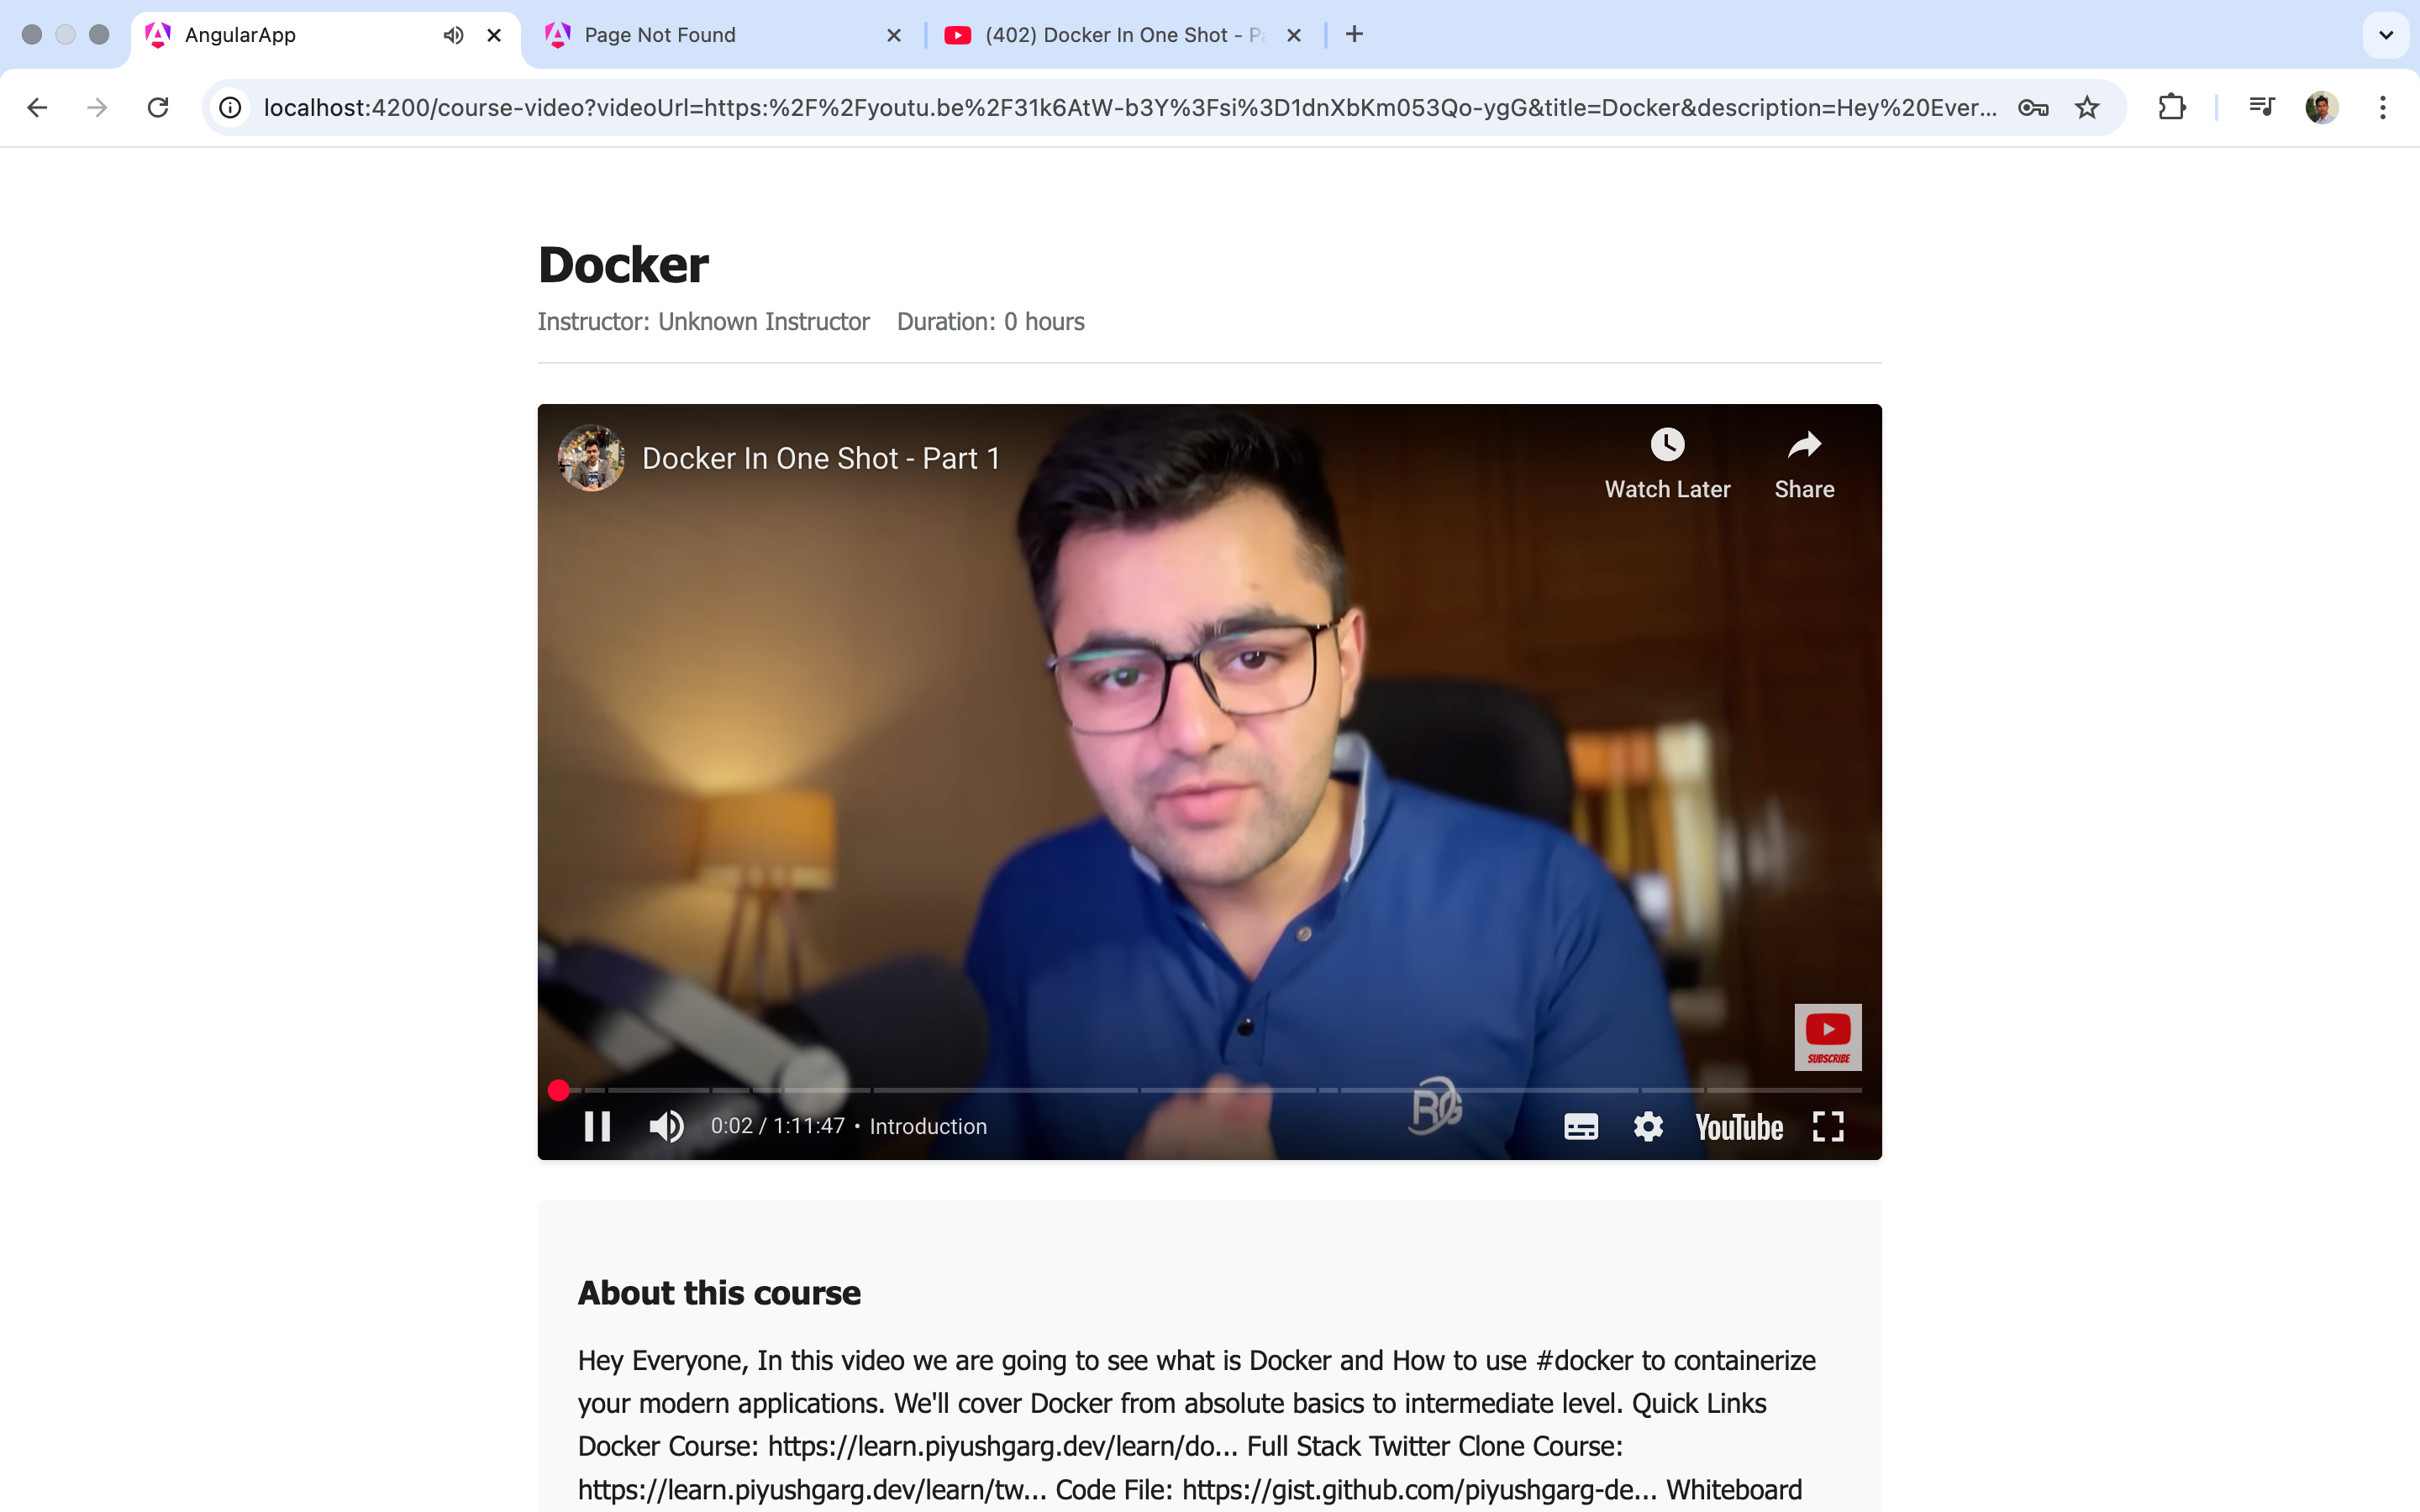 AngularApp
Page Not Found
(402) Docker In One Shot - Pa
localhost:4200/course-video?videoUrl=https:%2F%2Fyoutu.be%2F31k6AtW-b3Y%3Fsi%3D1dnXbKm053Qo-ygG&title=Docker&description=Hey%20Ever...
Docker
Instructor: Unknown Instructor Duration: 0 hours
Docker In One Shot - Part 1
Watch Later
Share
SUBSCRIBE
0:02 / 1:11:47 • Introduction
YouTube
About this course
Hey Everyone, In this video we are going to see what is Docker and How to use #docker to containerize
your modern applications. We'll cover Docker from absolute basics to intermediate level. Quick Links
Docker Course: https://learn.piyushgarg.dev/learn/do... Full Stack Twitter Clone Course:
https://learn.piyushgarg.dev/learn/tw... Code File: https://gist.github.com/piyushgarg-de... Whiteboard